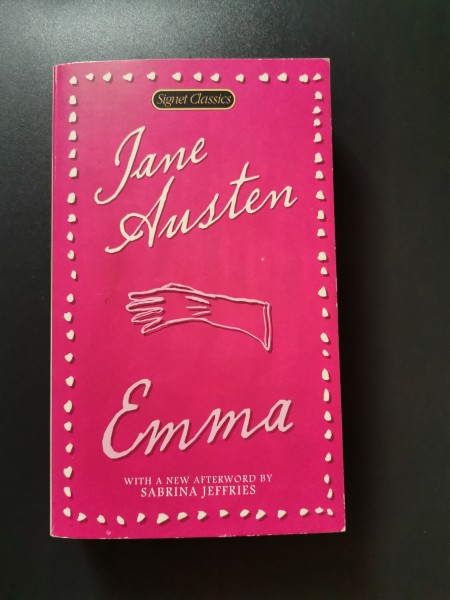 Signet Classics
Jane
Austen
Emma
WITH A NEW AFTERWORD BY
SABRINA JEFFRIES